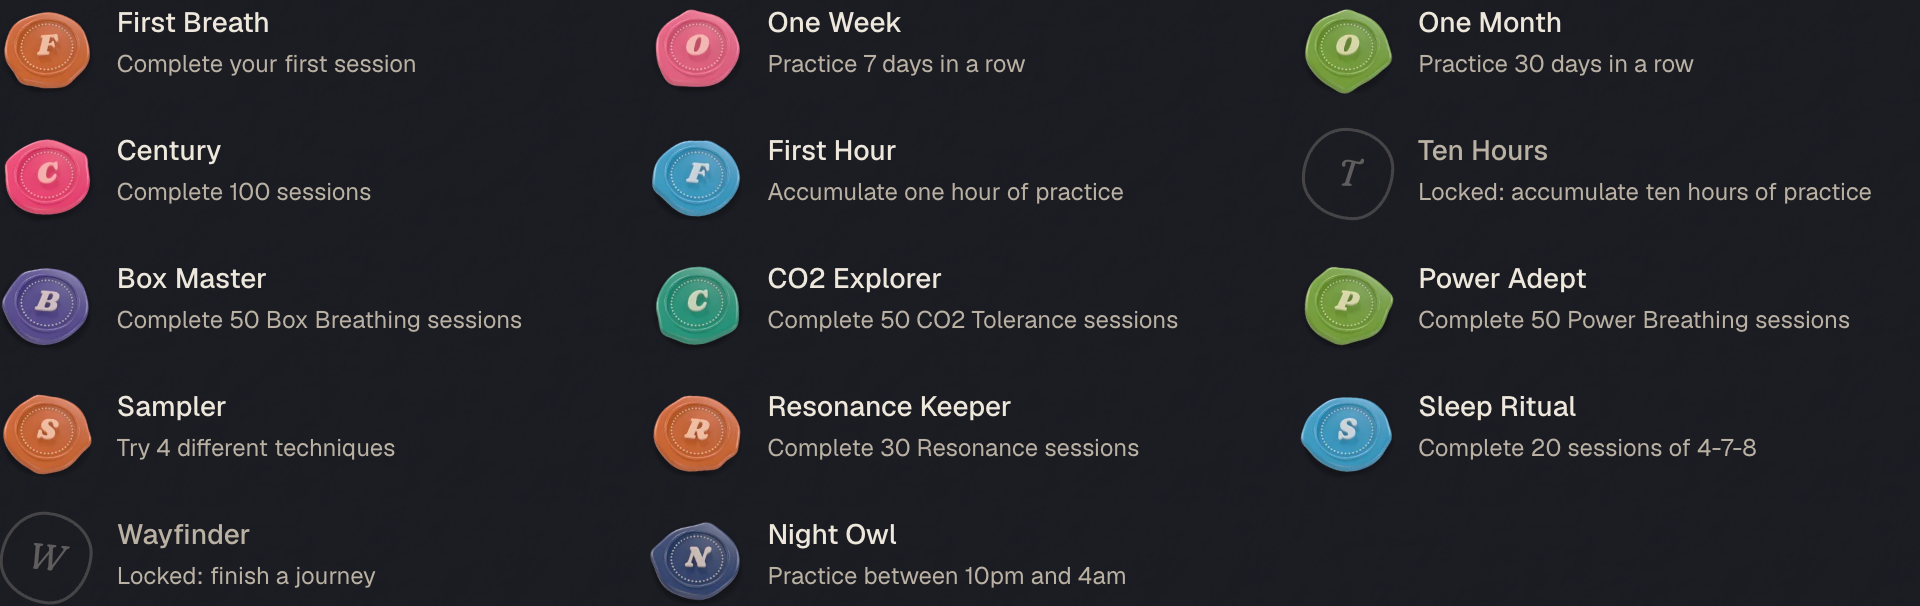 F
First Breath
Complete your first session
O
One Week
Practice 7 days in a row
O
One Month
Practice 30 days in a row
C
Century
Complete 100 sessions
F
First Hour
Accumulate one hour of practice
T
Ten Hours
Locked: accumulate ten hours of practice
B
Box Master
Complete 50 Box Breathing sessions
C
CO2 Explorer
Complete 50 CO2 Tolerance sessions
P
Power Adept
Complete 50 Power Breathing sessions
S
Sampler
Try 4 different techniques
R
Resonance Keeper
Complete 30 Resonance sessions
S
Sleep Ritual
Complete 20 sessions of 4-7-8
W
Wayfinder
Locked: finish a journey
N
Night Owl
Practice between 10pm and 4am